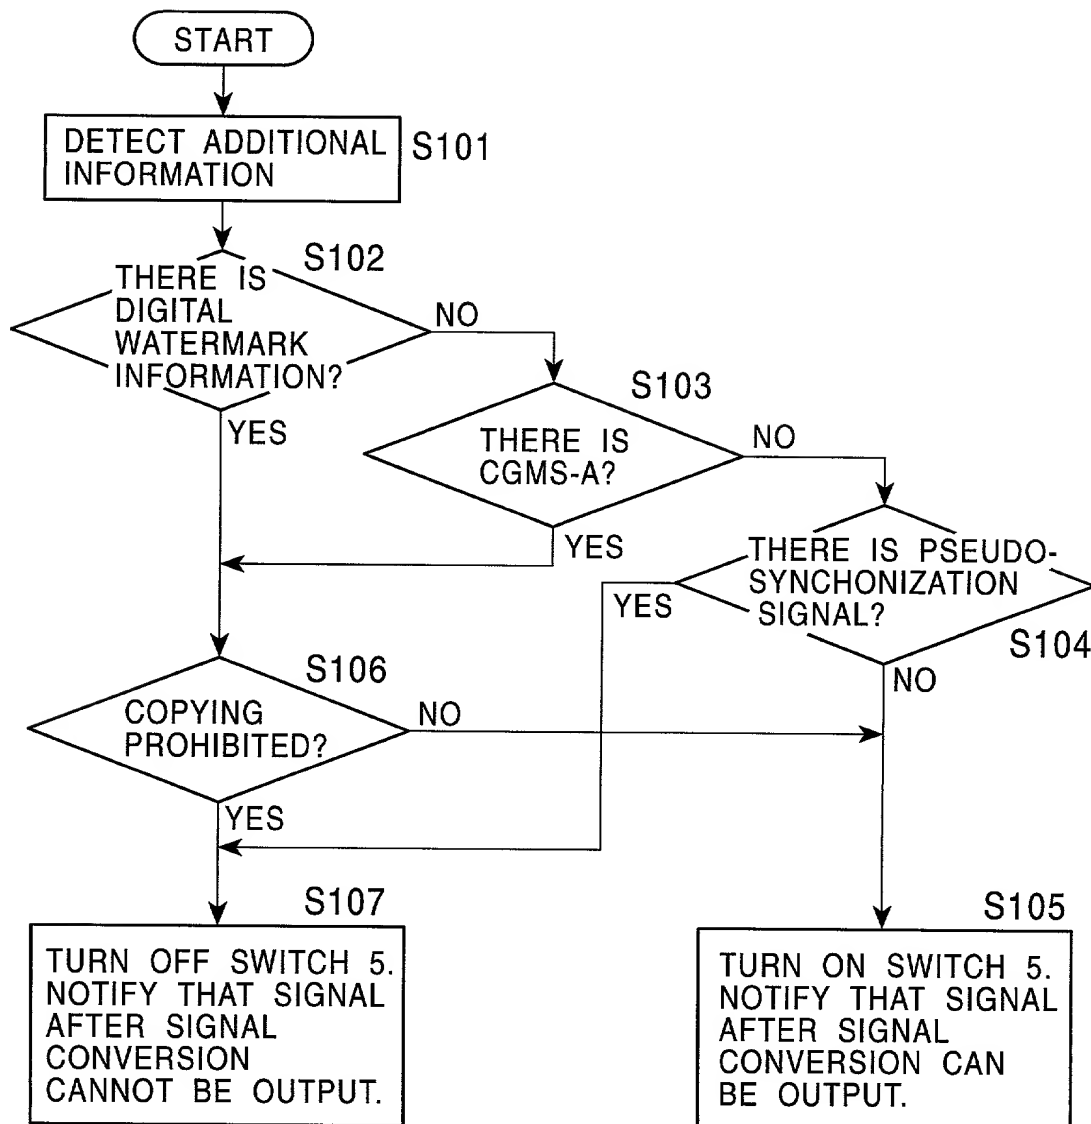 START
DETECT ADDITIONAL
INFORMATION
S101
S102
THERE IS
DIGITAL
WATERMARK
INFORMATION?
NO
YES
S103
THERE IS
CGMS-A?
NO
YES
THERE IS PSEUDO-
SYNCHONIZATION
SIGNAL?
YES
S104
NO
S106
COPYING
PROHIBITED?
NO
YES
S107
TURN OFF SWITCH 5.
NOTIFY THAT SIGNAL
AFTER SIGNAL
CONVERSION
CANNOT BE OUTPUT.
S105
TURN ON SWITCH 5.
NOTIFY THAT SIGNAL
AFTER SIGNAL
CONVERSION CAN
BE OUTPUT.